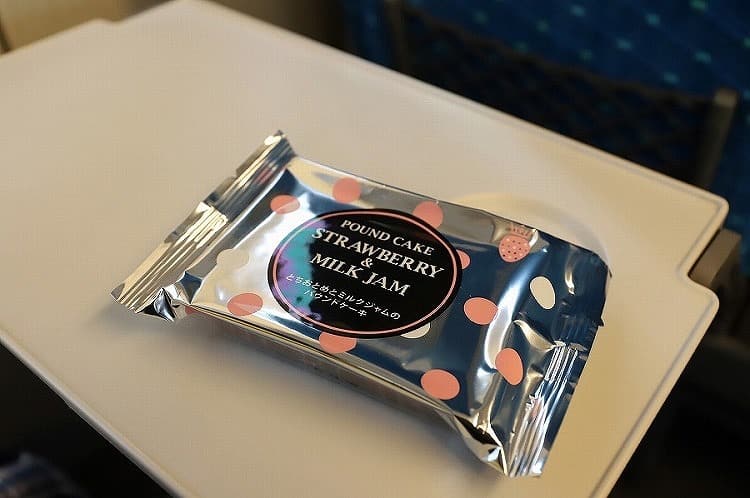 POUND CAKE
STRAWBERRY
&
MILK JAM
とちおとめとミルクジャムの
パウンドケーキ